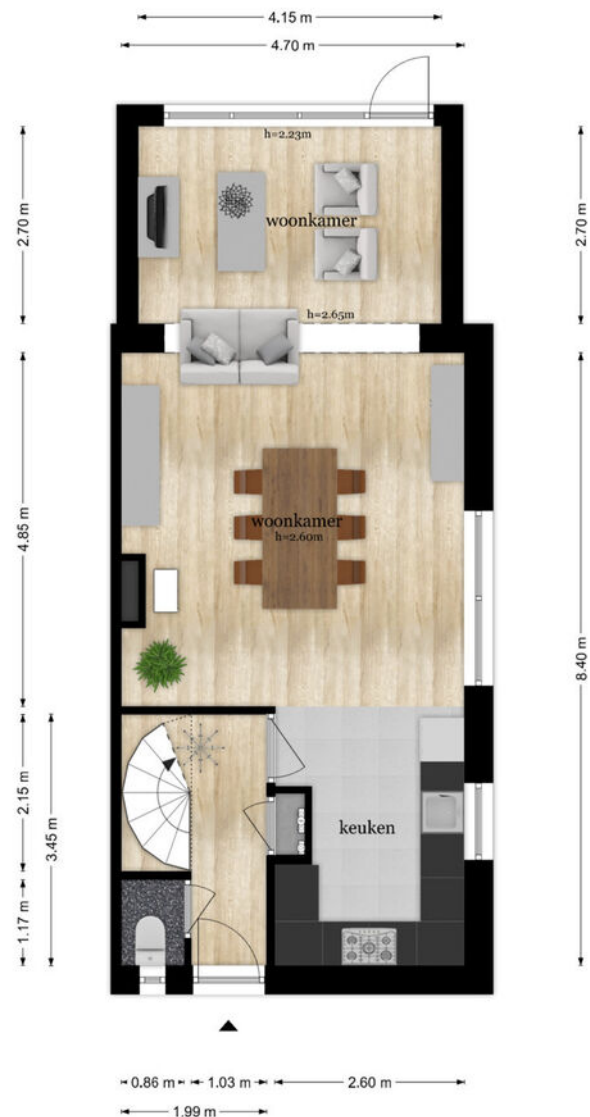 4.15 m
4.70 m
h=2.23m
2.70 m
2.70 m
woonkamer
h=2.65m
4.85 m
woonkamer
h=2.60m
8.40 m
2.15 m
3.45 m
keuken
1.17 m
0.86 m
1.03 m
2.60 m
1.99 m